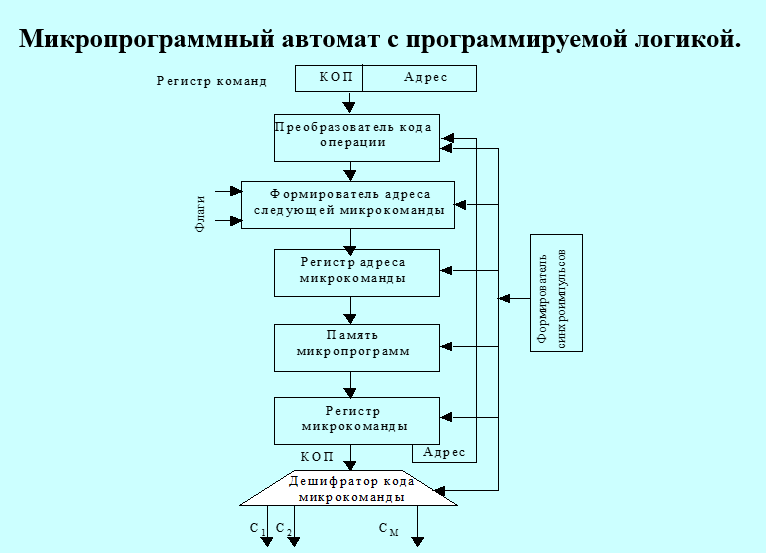 Микропрограммный автомат с программируемой логикой.
Регистр команд
КОП
Адрес
Преобразователь кода
операции
Флаги
Формирователь адреса
следующей микрокоманды
Регистр адреса
микрокоманды
Формирователь
синхроимпульсов
Память
микропрограмм
Регистр
микрокоманды
КОП
Адрес
Дешифратор кода
микрокоманды
C1
C2
CM